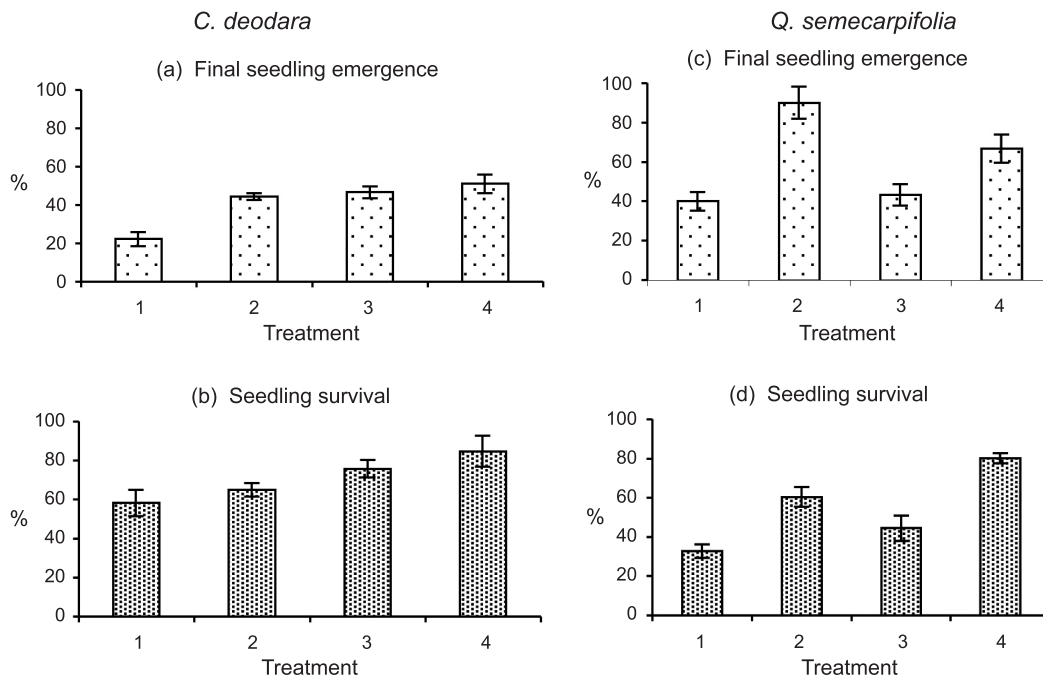 C. deodara
Q. semecarpifolia
(a) Final seedling emergence
100
80
60
40
20
0
%
1 2 3 4
Treatment
(c) Final seedling emergence
100
80
60
40
20
0
%
1 2 3 4
Treatment
(b) Seedling survival
100
80
60
40
20
0
%
1 2 3 4
Treatment
(d) Seedling survival
100
80
60
40
20
0
%
1 2 3 4
Treatment